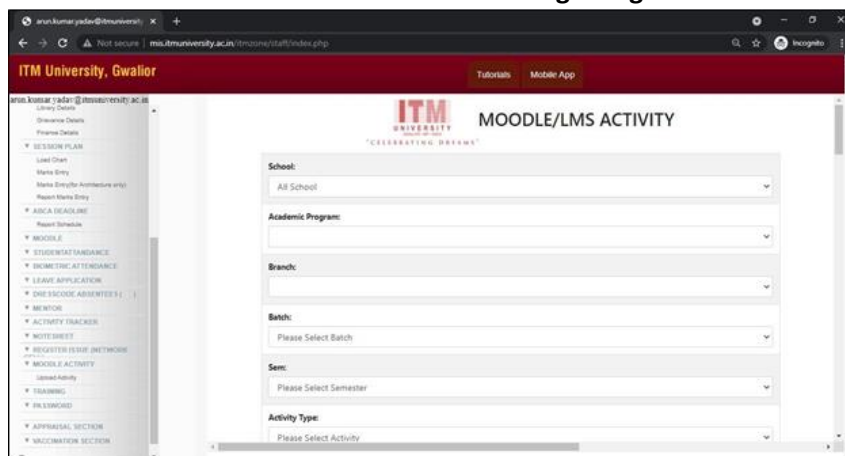 arun.kumar.yadav@itmuniversity
Not secure | mis.itmuniversity.ac.in/itmzone/staff/index.php
Incognito
ITM University, Gwalior
Tutorials Mobile App
arun.kumar.yadav@itmuniversity.ac.in
Library Details
Grievance Details
Finance Details
SESSION PLAN
Load Chart
Marks Entry
Marks Entry(for Architecture only)
Report Marks Entry
ABCA DEADLINE
Report Schedule
MOODLE
STUDENTATTANDANCE
BIOMETRIC ATTENDANCE
LEAVE APPLICATION
DRESSCODE ABSENTEES ( )
MENTOR
ACTIVITY TRACKER
NOTESHEET
REGISTER ISSUE (NETWORK
MOODLE ACTIVITY
Upload Activity
TRAINING
PASSWORD
APPRAISAL SECTION
VACCINATION SECTION
ITM
UNIVERSITY
"CELEBRATING DREAMS"
MOODLE/LMS ACTIVITY
School:
All School
Academic Program:
Branch:
Batch:
Please Select Batch
Sem:
Please Select Semester
Activity Type:
Please Select Activity